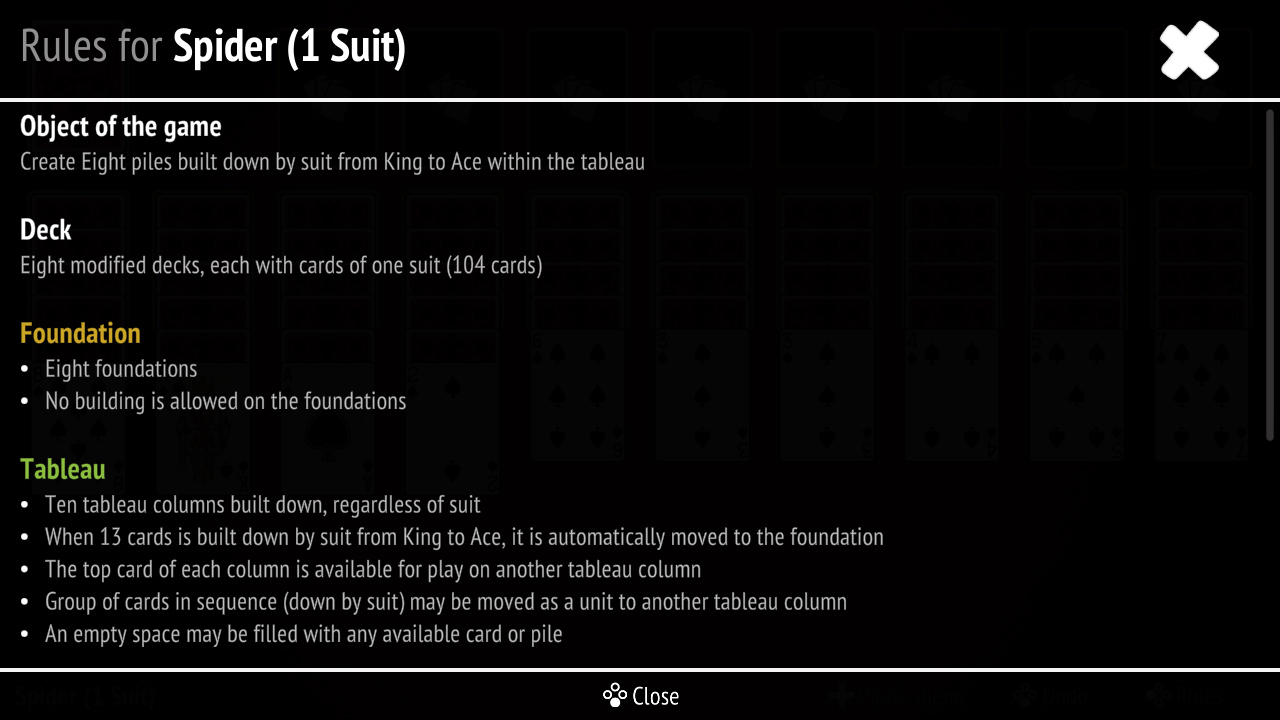 Rules for Spider (1 Suit)
Object of the game
Create Eight piles built down by suit from King to Ace within the tableau
Deck
Eight modified decks, each with cards of one suit (104 cards)
Foundation
• Eight foundations
• No building is allowed on the foundations
Tableau
• Ten tableau columns built down, regardless of suit
• When 13 cards is built down by suit from King to Ace, it is automatically moved to the foundation
• The top card of each column is available for play on another tableau column
• Group of cards in sequence (down by suit) may be moved as a unit to another tableau column
• An empty space may be filled with any available card or pile
Spider (1 Suit)
Close
Undo
Rules